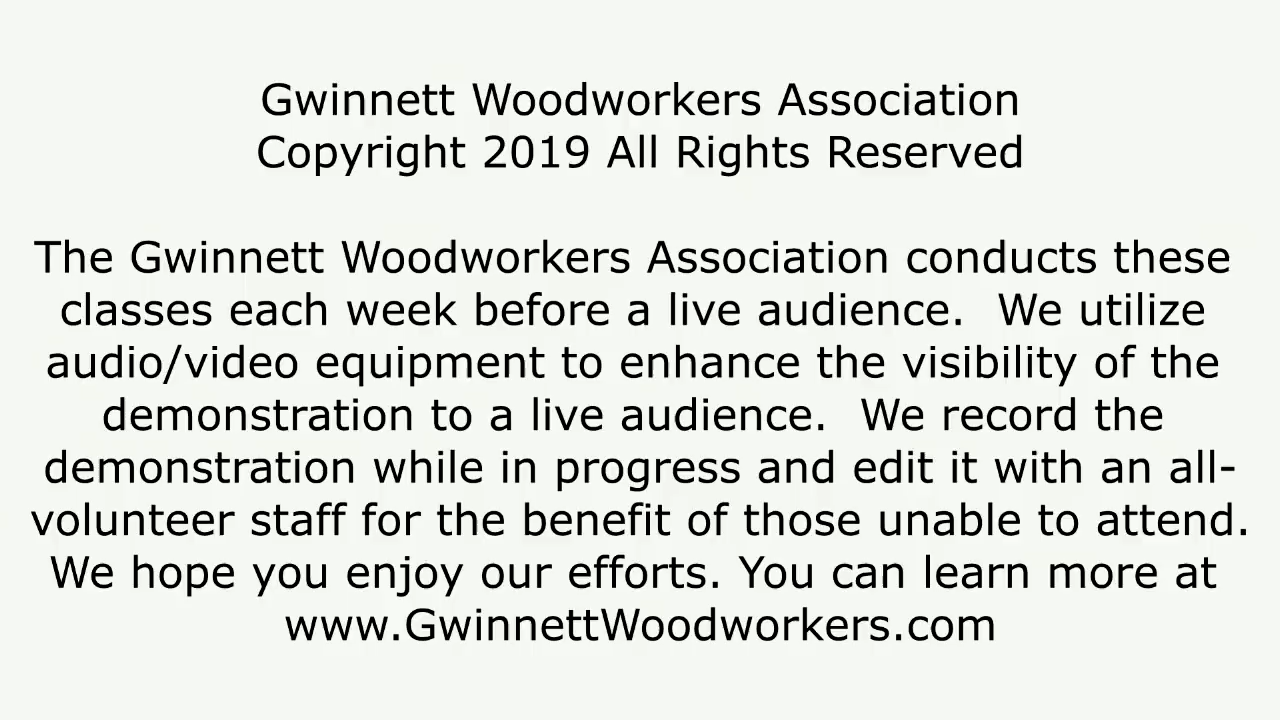 Gwinnett Woodworkers Association
Copyright 2019 All Rights Reserved
The Gwinnett Woodworkers Association conducts these
classes each week before a live audience.  We utilize
audio/video equipment to enhance the visibility of the
demonstration to a live audience.  We record the
demonstration while in progress and edit it with an all-
volunteer staff for the benefit of those unable to attend.
We hope you enjoy our efforts. You can learn more at
www.GwinnettWoodworkers.com